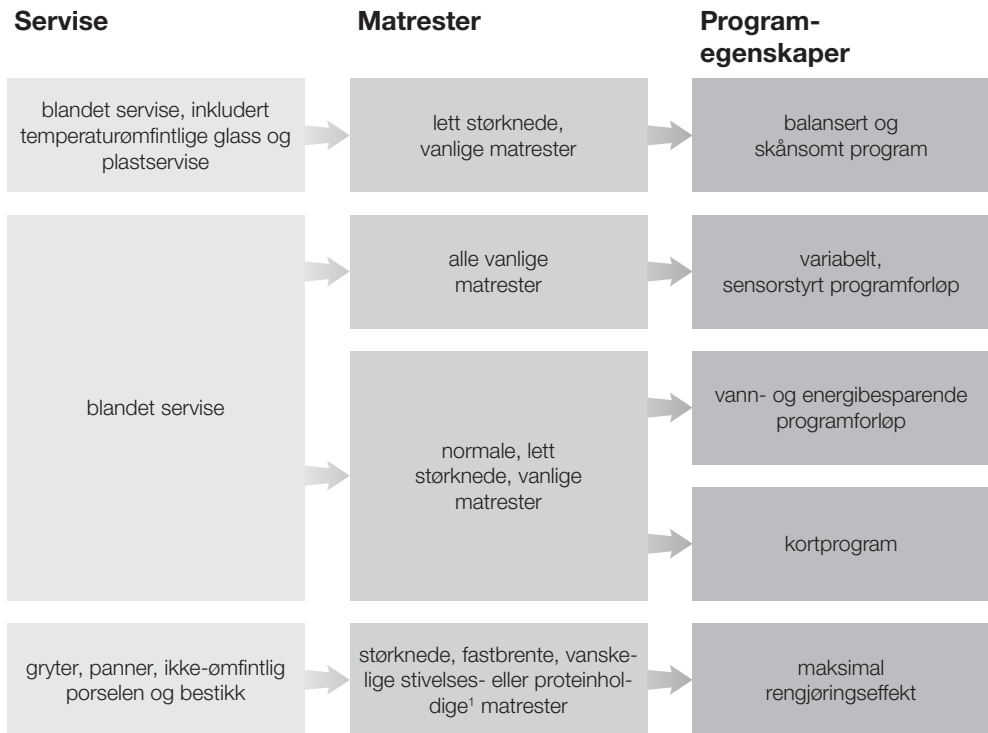 Servise
Matrester
Program-
egenskaper
blandet servise, inkludert
temperaturømfintlige glass og
plastservise
lett størknede,
vanlige matrester
balansert og
skånsomt program
blandet servise
alle vanlige
matrester
variabelt,
sensorstyrt programforløp
normale, lett
størknede, vanlige
matrester
vann- og energibesparende
programforløp
kortprogram
gryter, panner, ikke-ømfintlig
porselen og bestikk
størknede, fastbrente, vanske-
lige stivelses- eller proteinhol-
dige¹ matrester
maksimal
rengjøringseffekt